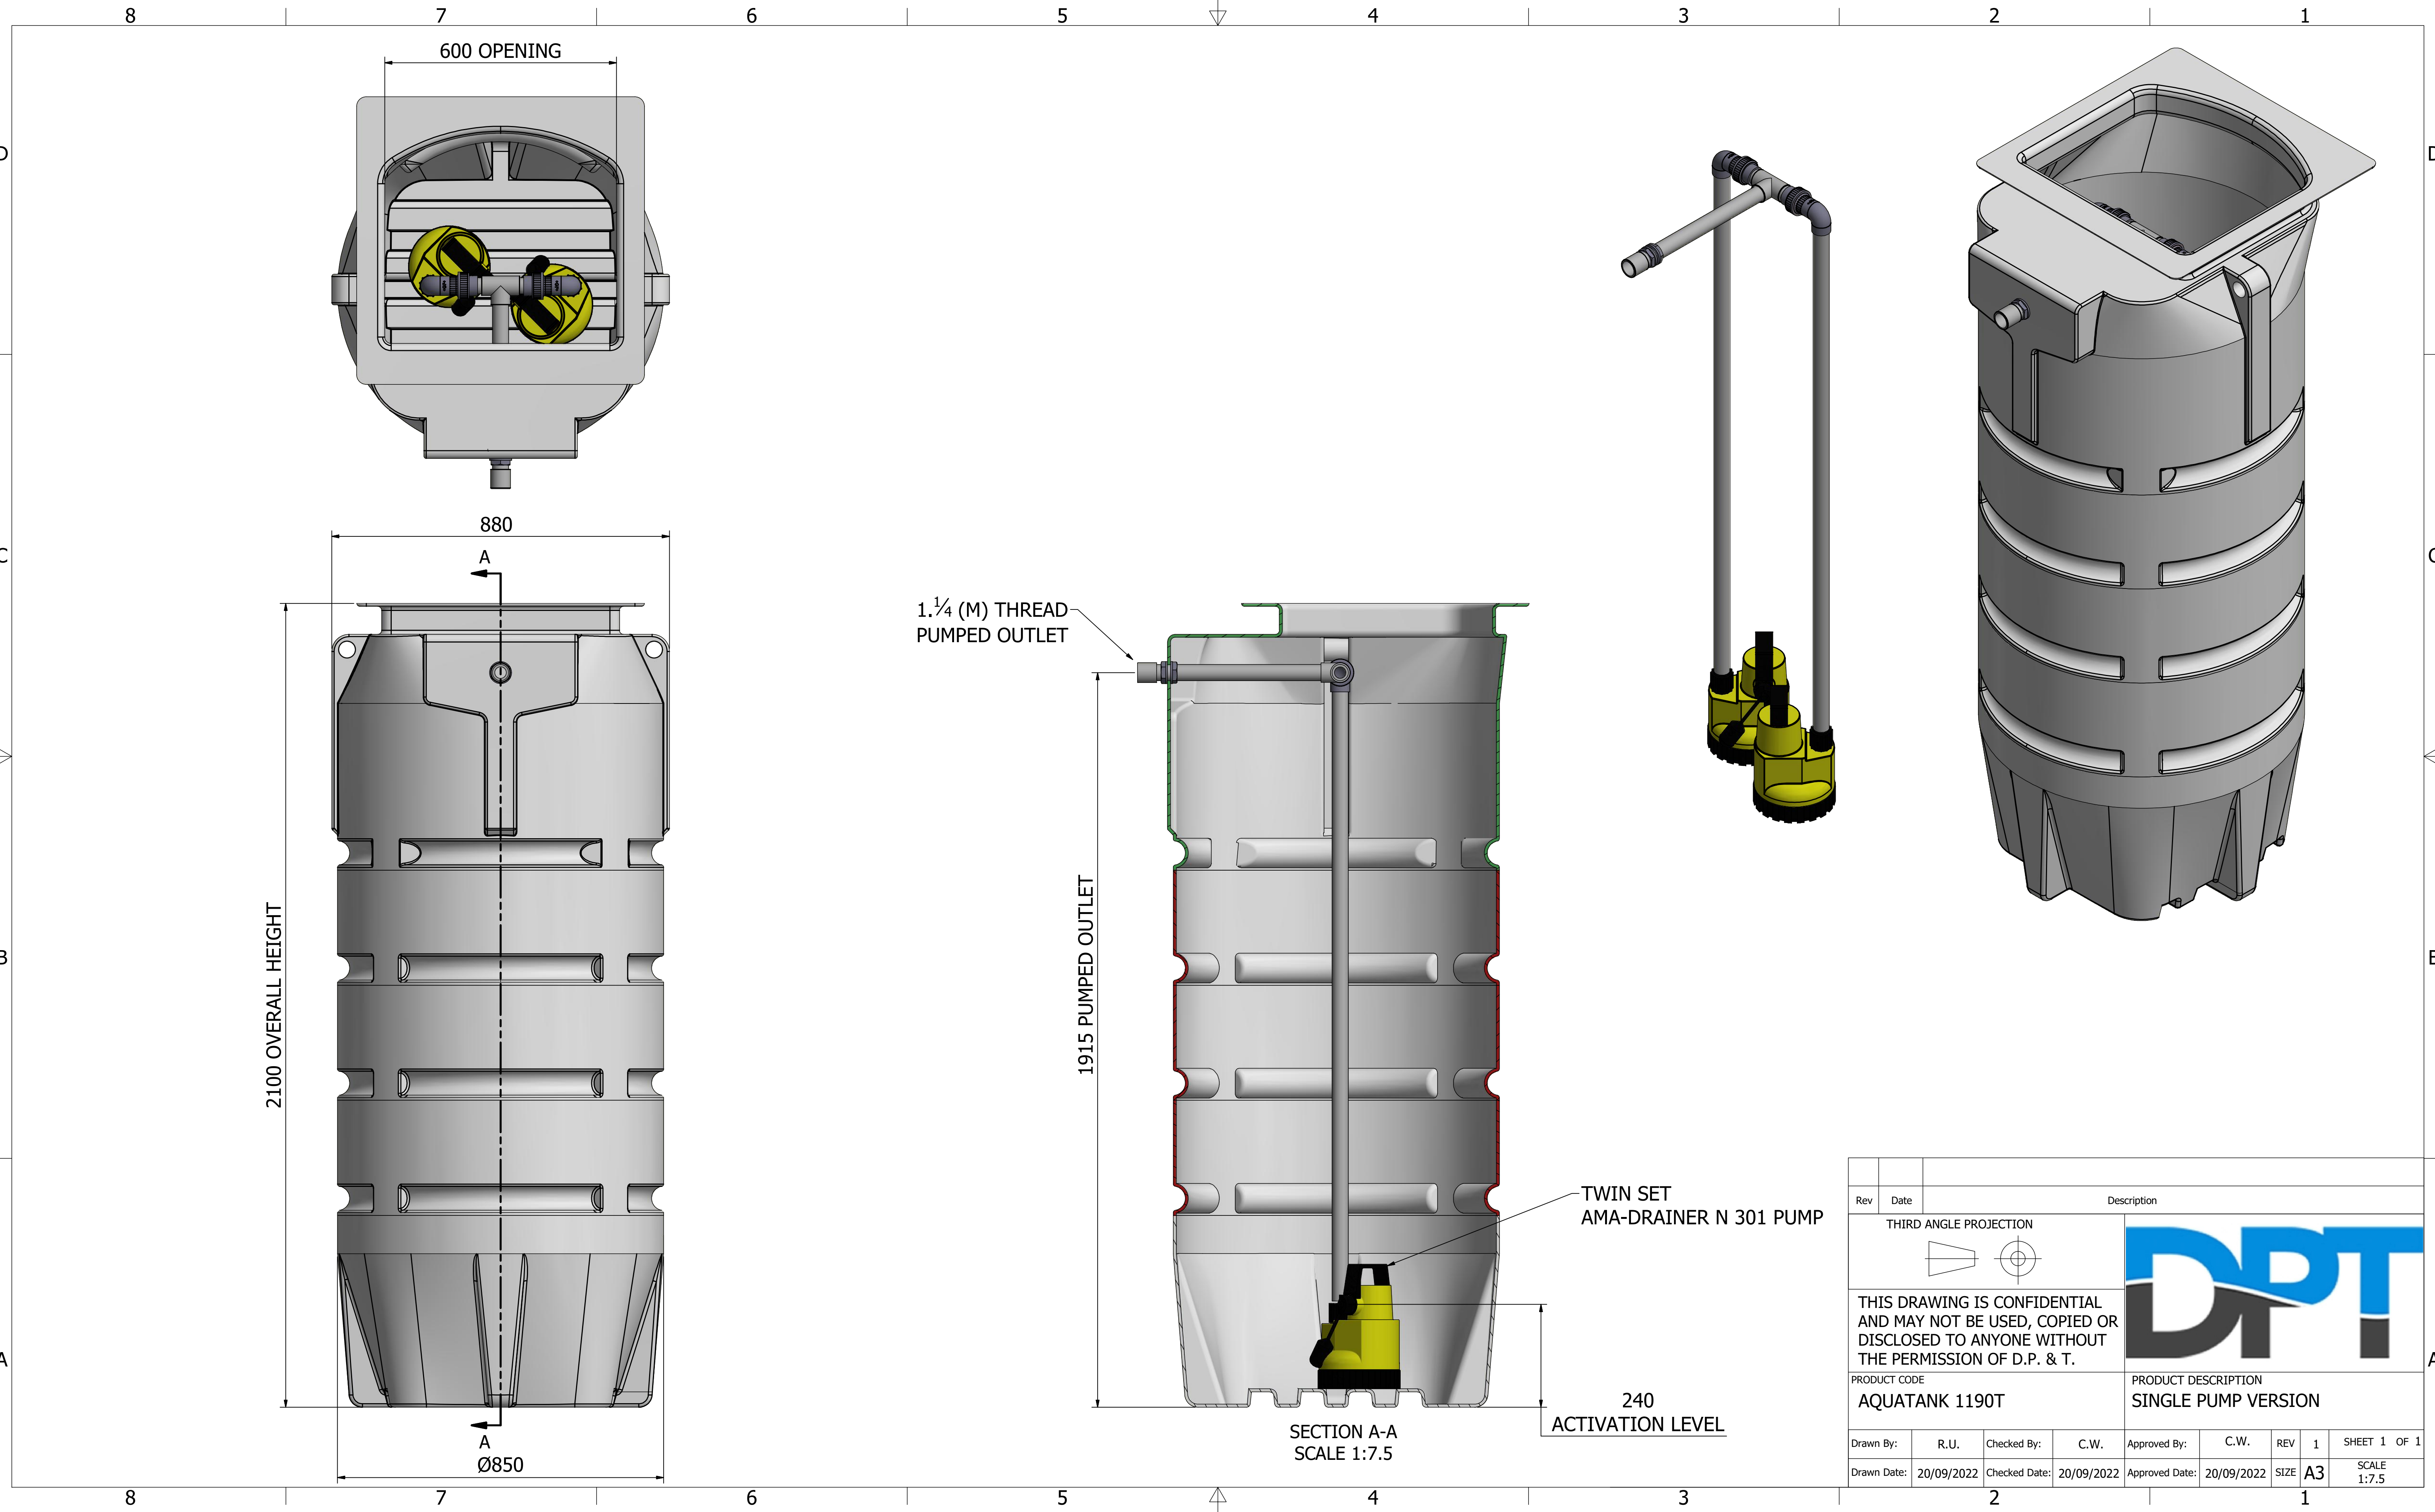 8 7 6 5 4 3 2 1
600 OPENING
D
D
880
A
C
C
2100 OVERALL HEIGHT
A
Ø850
1.¼ (M) THREAD
PUMPED OUTLET
1915 PUMPED OUTLET
TWIN SET
AMA-DRAINER N 301 PUMP
240
ACTIVATION LEVEL
SECTION A-A
SCALE 1:7.5
B
B
A
A
Rev Date Description
THIRD ANGLE PROJECTION
DPT
THIS DRAWING IS CONFIDENTIAL
AND MAY NOT BE USED, COPIED OR
DISCLOSED TO ANYONE WITHOUT
THE PERMISSION OF D.P. & T.
PRODUCT CODE
AQUATANK 1190T
PRODUCT DESCRIPTION
SINGLE PUMP VERSION
Drawn By: R.U. Checked By: C.W. Approved By: C.W. REV 1 SHEET 1 OF 1
Drawn Date: 20/09/2022 Checked Date: 20/09/2022 Approved Date: 20/09/2022 SIZE A3 SCALE
1:7.5
8 7 6 5 4 3 2 1